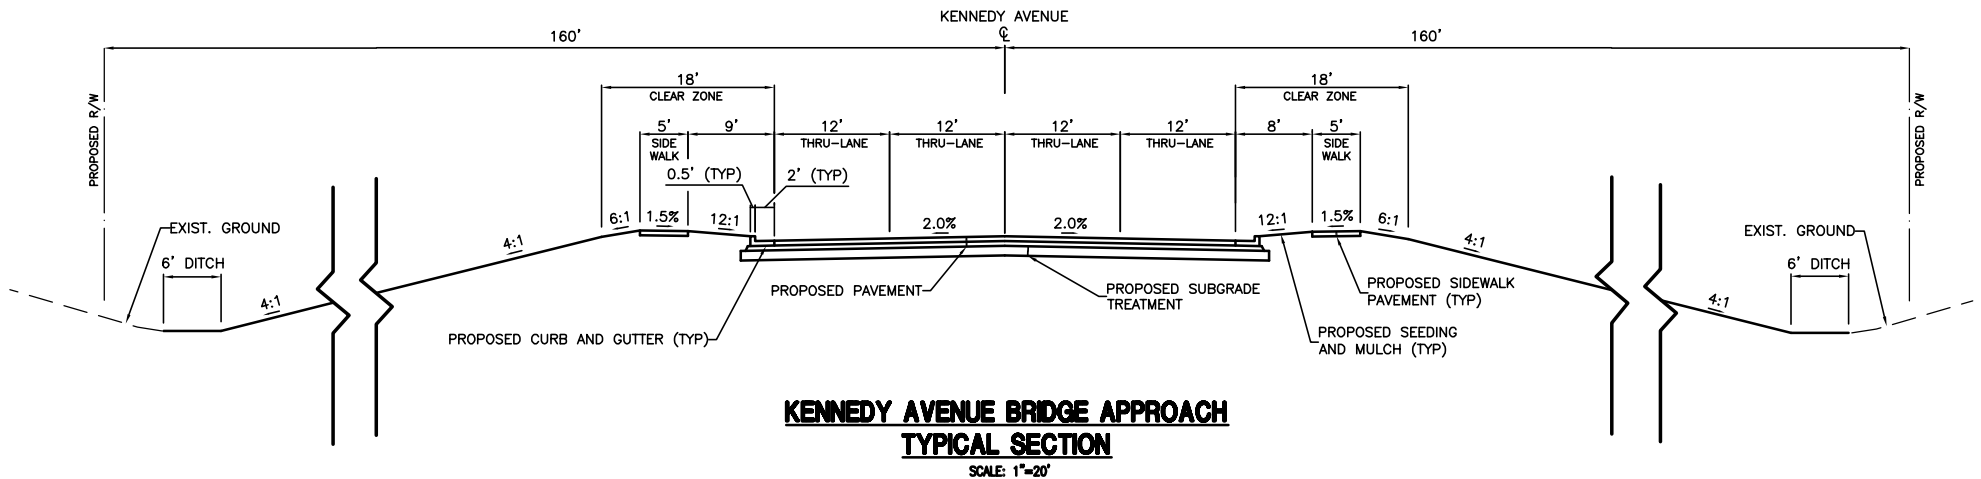 KENNEDY AVENUE
℄
160'
160'
PROPOSED R/W
PROPOSED R/W
18'
CLEAR ZONE
18'
CLEAR ZONE
5'
SIDE
WALK
9'
12'
THRU-LANE
12'
THRU-LANE
12'
THRU-LANE
12'
THRU-LANE
8'
5'
SIDE
WALK
0.5' (TYP)
2' (TYP)
6:1
1.5%
12:1
2.0%
2.0%
12:1
1.5%
6:1
EXIST. GROUND
6' DITCH
4:1
4:1
4:1
4:1
EXIST. GROUND
6' DITCH
PROPOSED PAVEMENT
PROPOSED SUBGRADE
TREATMENT
PROPOSED SIDEWALK
PAVEMENT (TYP)
PROPOSED CURB AND GUTTER (TYP)
PROPOSED SEEDING
AND MULCH (TYP)
KENNEDY AVENUE BRIDGE APPROACH
TYPICAL SECTION
SCALE: 1"=20'